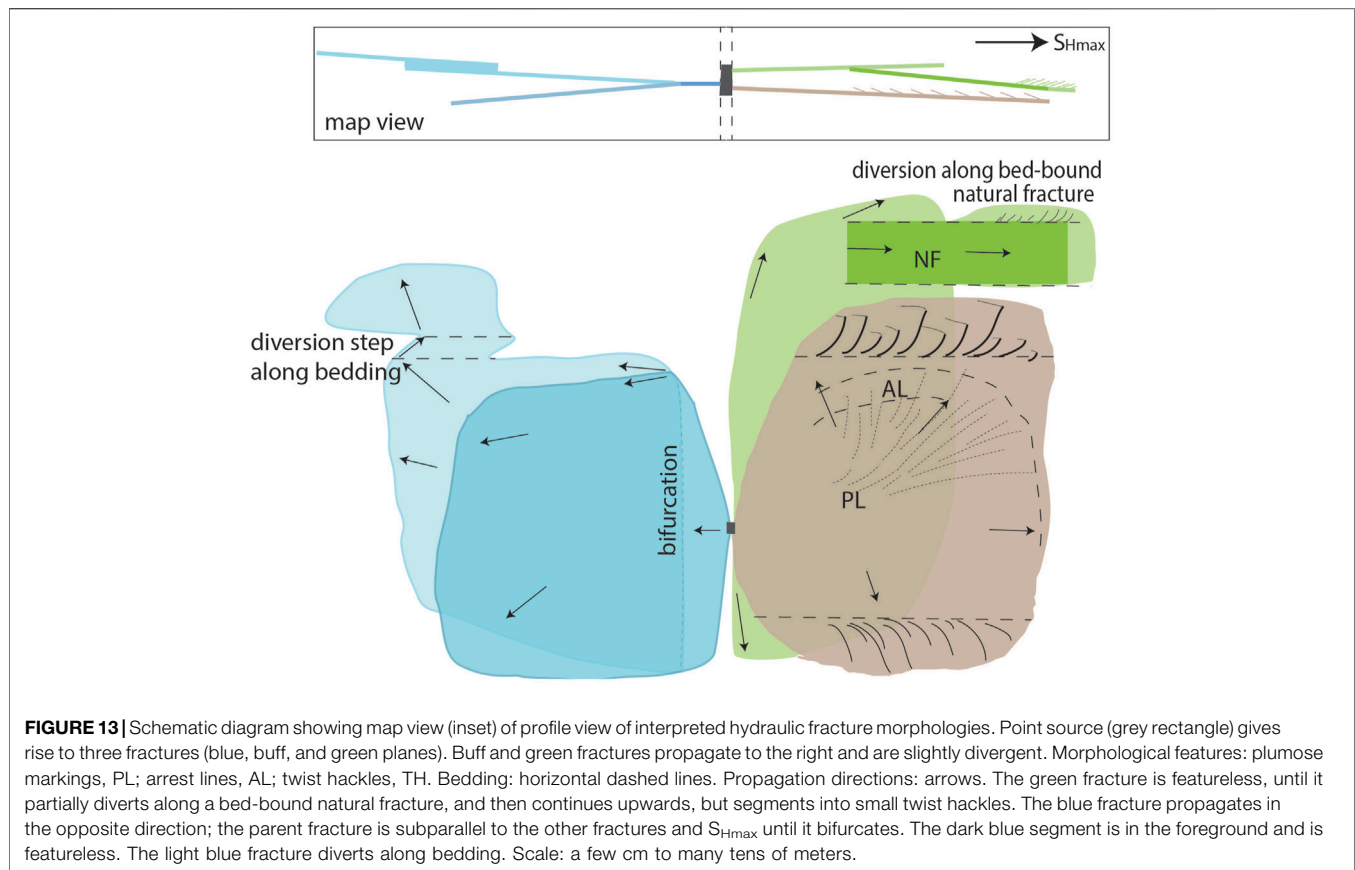 S_Hmax
map view
diversion along bed-bound
natural fracture
NF
diversion step
along bedding
AL
bifurcation
PL
FIGURE 13 | Schematic diagram showing map view (inset) of profile view of interpreted hydraulic fracture morphologies. Point source (grey rectangle) gives
rise to three fractures (blue, buff, and green planes). Buff and green fractures propagate to the right and are slightly divergent. Morphological features: plumose
markings, PL; arrest lines, AL; twist hackles, TH. Bedding: horizontal dashed lines. Propagation directions: arrows. The green fracture is featureless, until it
partially diverts along a bed-bound natural fracture, and then continues upwards, but segments into small twist hackles. The blue fracture propagates in
the opposite direction; the parent fracture is subparallel to the other fractures and S_Hmax until it bifurcates. The dark blue segment is in the foreground and is
featureless. The light blue fracture diverts along bedding. Scale: a few cm to many tens of meters.